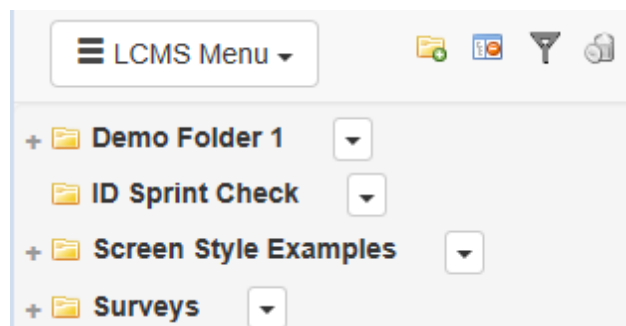 LCMS Menu
Demo Folder 1
ID Sprint Check
Screen Style Examples
Surveys